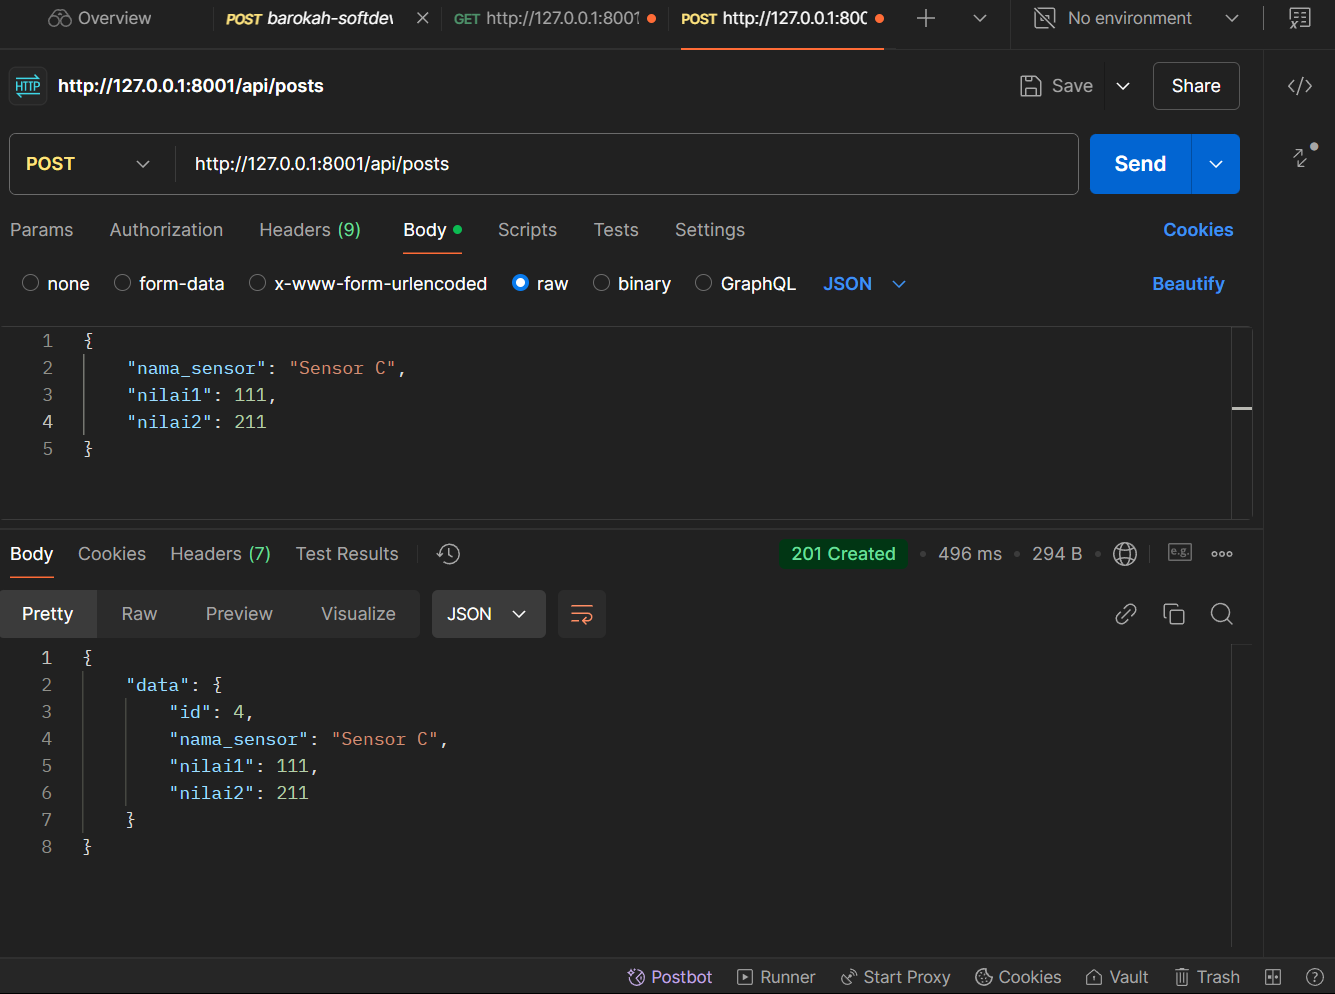 Overview
POST barokah-softdev
GET http://127.0.0.1:8001
POST http://127.0.0.1:800
No environment
HTTP
http://127.0.0.1:8001/api/posts
Save
Share
POST
http://127.0.0.1:8001/api/posts
Send
Params
Authorization
Headers (9)
Body
Scripts
Tests
Settings
Cookies
none
form-data
x-www-form-urlencoded
raw
binary
GraphQL
JSON
Beautify
1 {
2 "nama_sensor": "Sensor C",
3 "nilai1": 111,
4 "nilai2": 211
5 }
Body
Cookies
Headers (7)
Test Results
201 Created
496 ms
294 B
e.g.
Pretty
Raw
Preview
Visualize
JSON
1 {
2 "data": {
3 "id": 4,
4 "nama_sensor": "Sensor C",
5 "nilai1": 111,
6 "nilai2": 211
7 }
8 }
Postbot
Runner
Start Proxy
Cookies
Vault
Trash